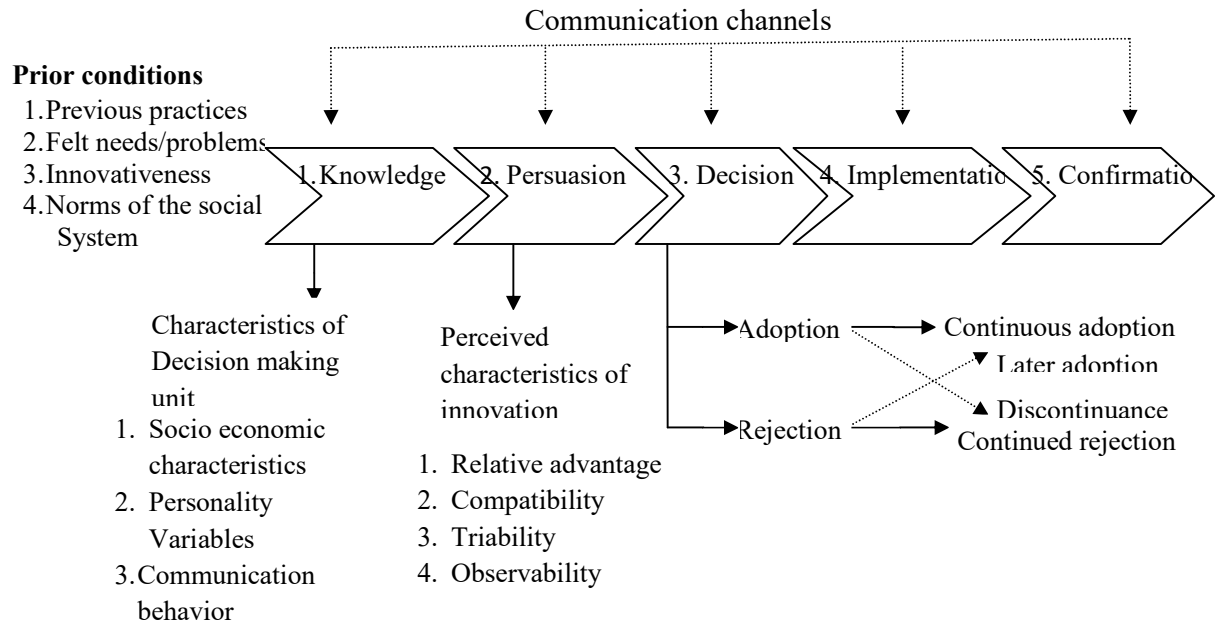 Communication channels
Prior conditions
1.Previous practices
2.Felt needs/problems
3.Innovativeness
4.Norms of the social
System
1.Knowledge
2. Persuasion
3. Decision
4. Implementatio
5. Confirmatio
Characteristics of
Decision making
unit
1. Socio economic
characteristics
2. Personality
Variables
3.Communication
behavior
Perceived
characteristics of
innovation
1. Relative advantage
2. Compatibility
3. Triability
4. Observability
Adoption
Rejection
Continuous adoption
Later adoption
Discontinuance
Continued rejection